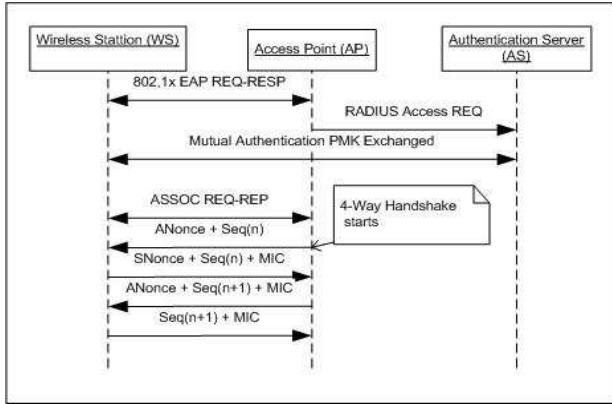 Wireless Stattion (WS)
Access Point (AP)
Authentication Server
(AS)
802,1x EAP REQ-RESP
RADIUS Access REQ
Mutual Authentication PMK Exchanged
ASSOC REQ-REP
4-Way Handshake
starts
ANonce + Seq(n)
SNonce + Seq(n) + MIC
ANonce + Seq(n+1) + MIC
Seq(n+1) + MIC